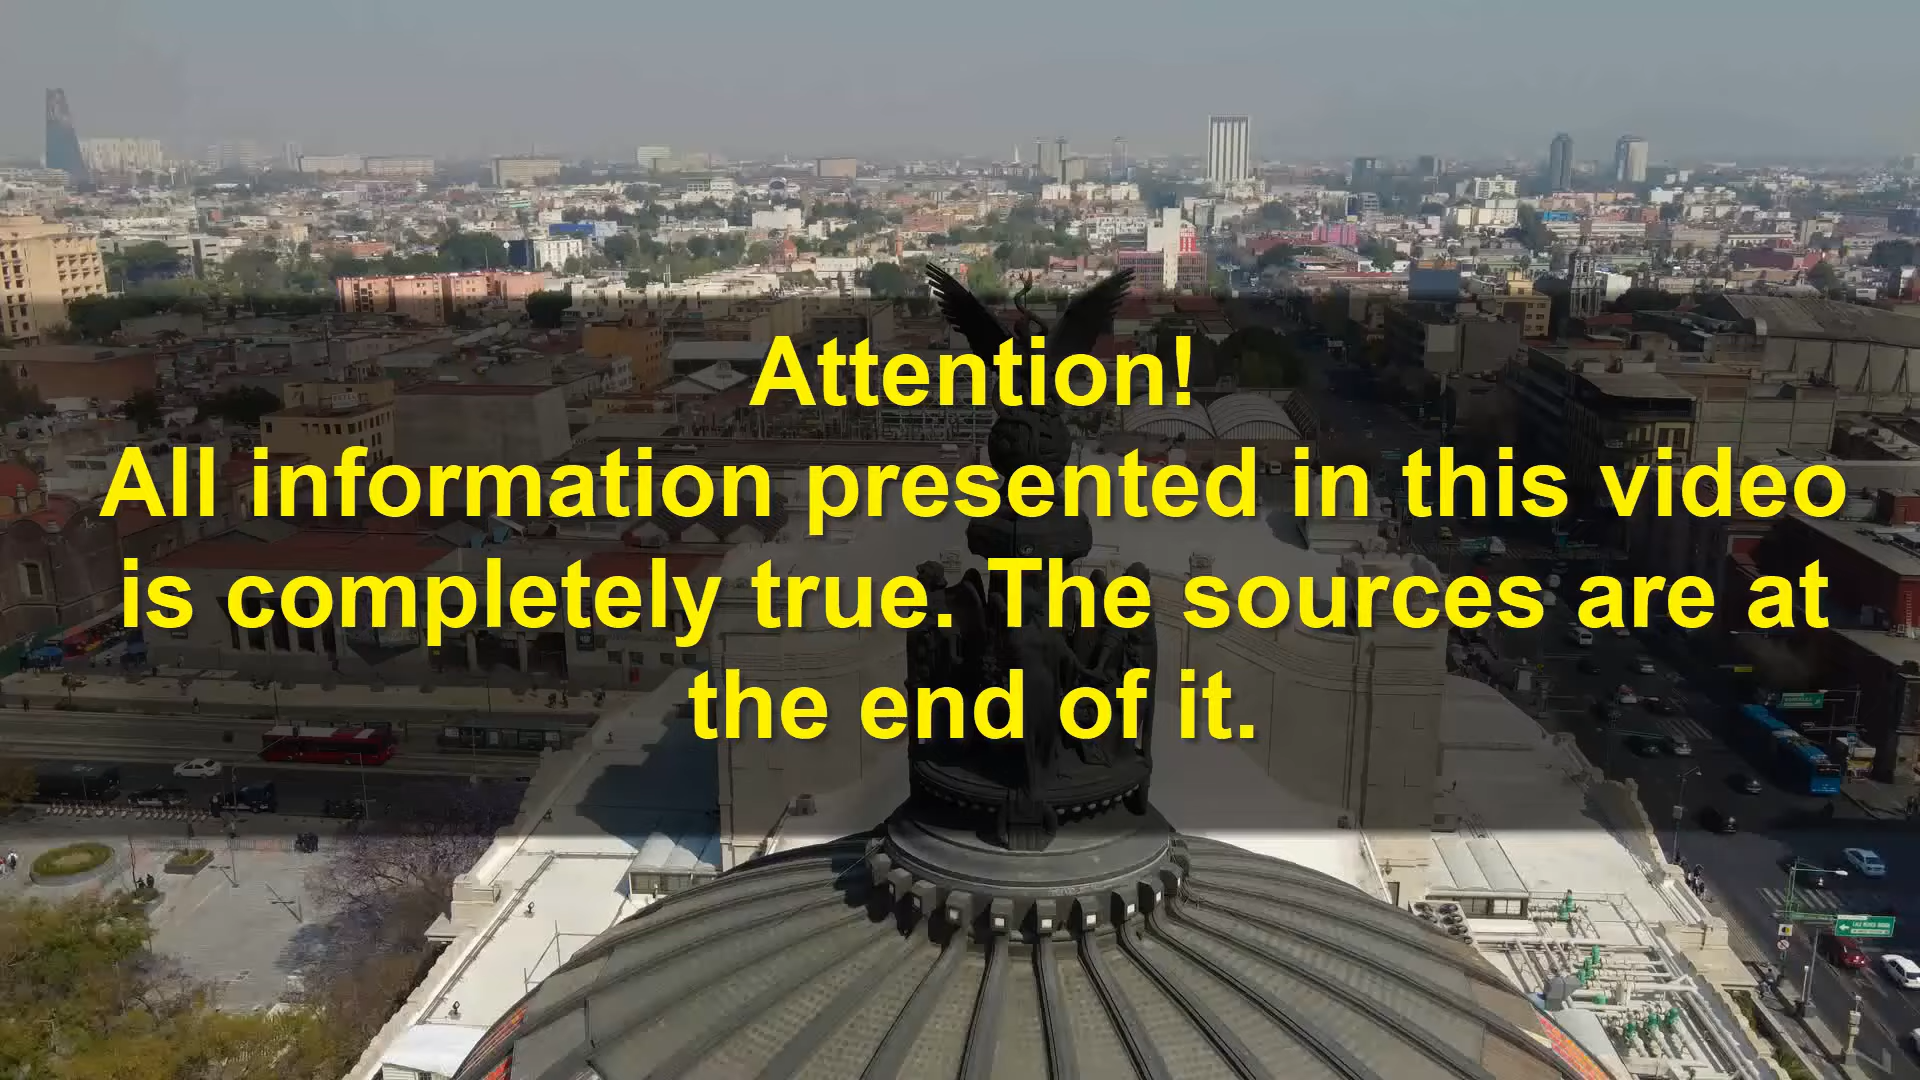 Attention!
All information presented in this video
is completely true. The sources are at
the end of it.